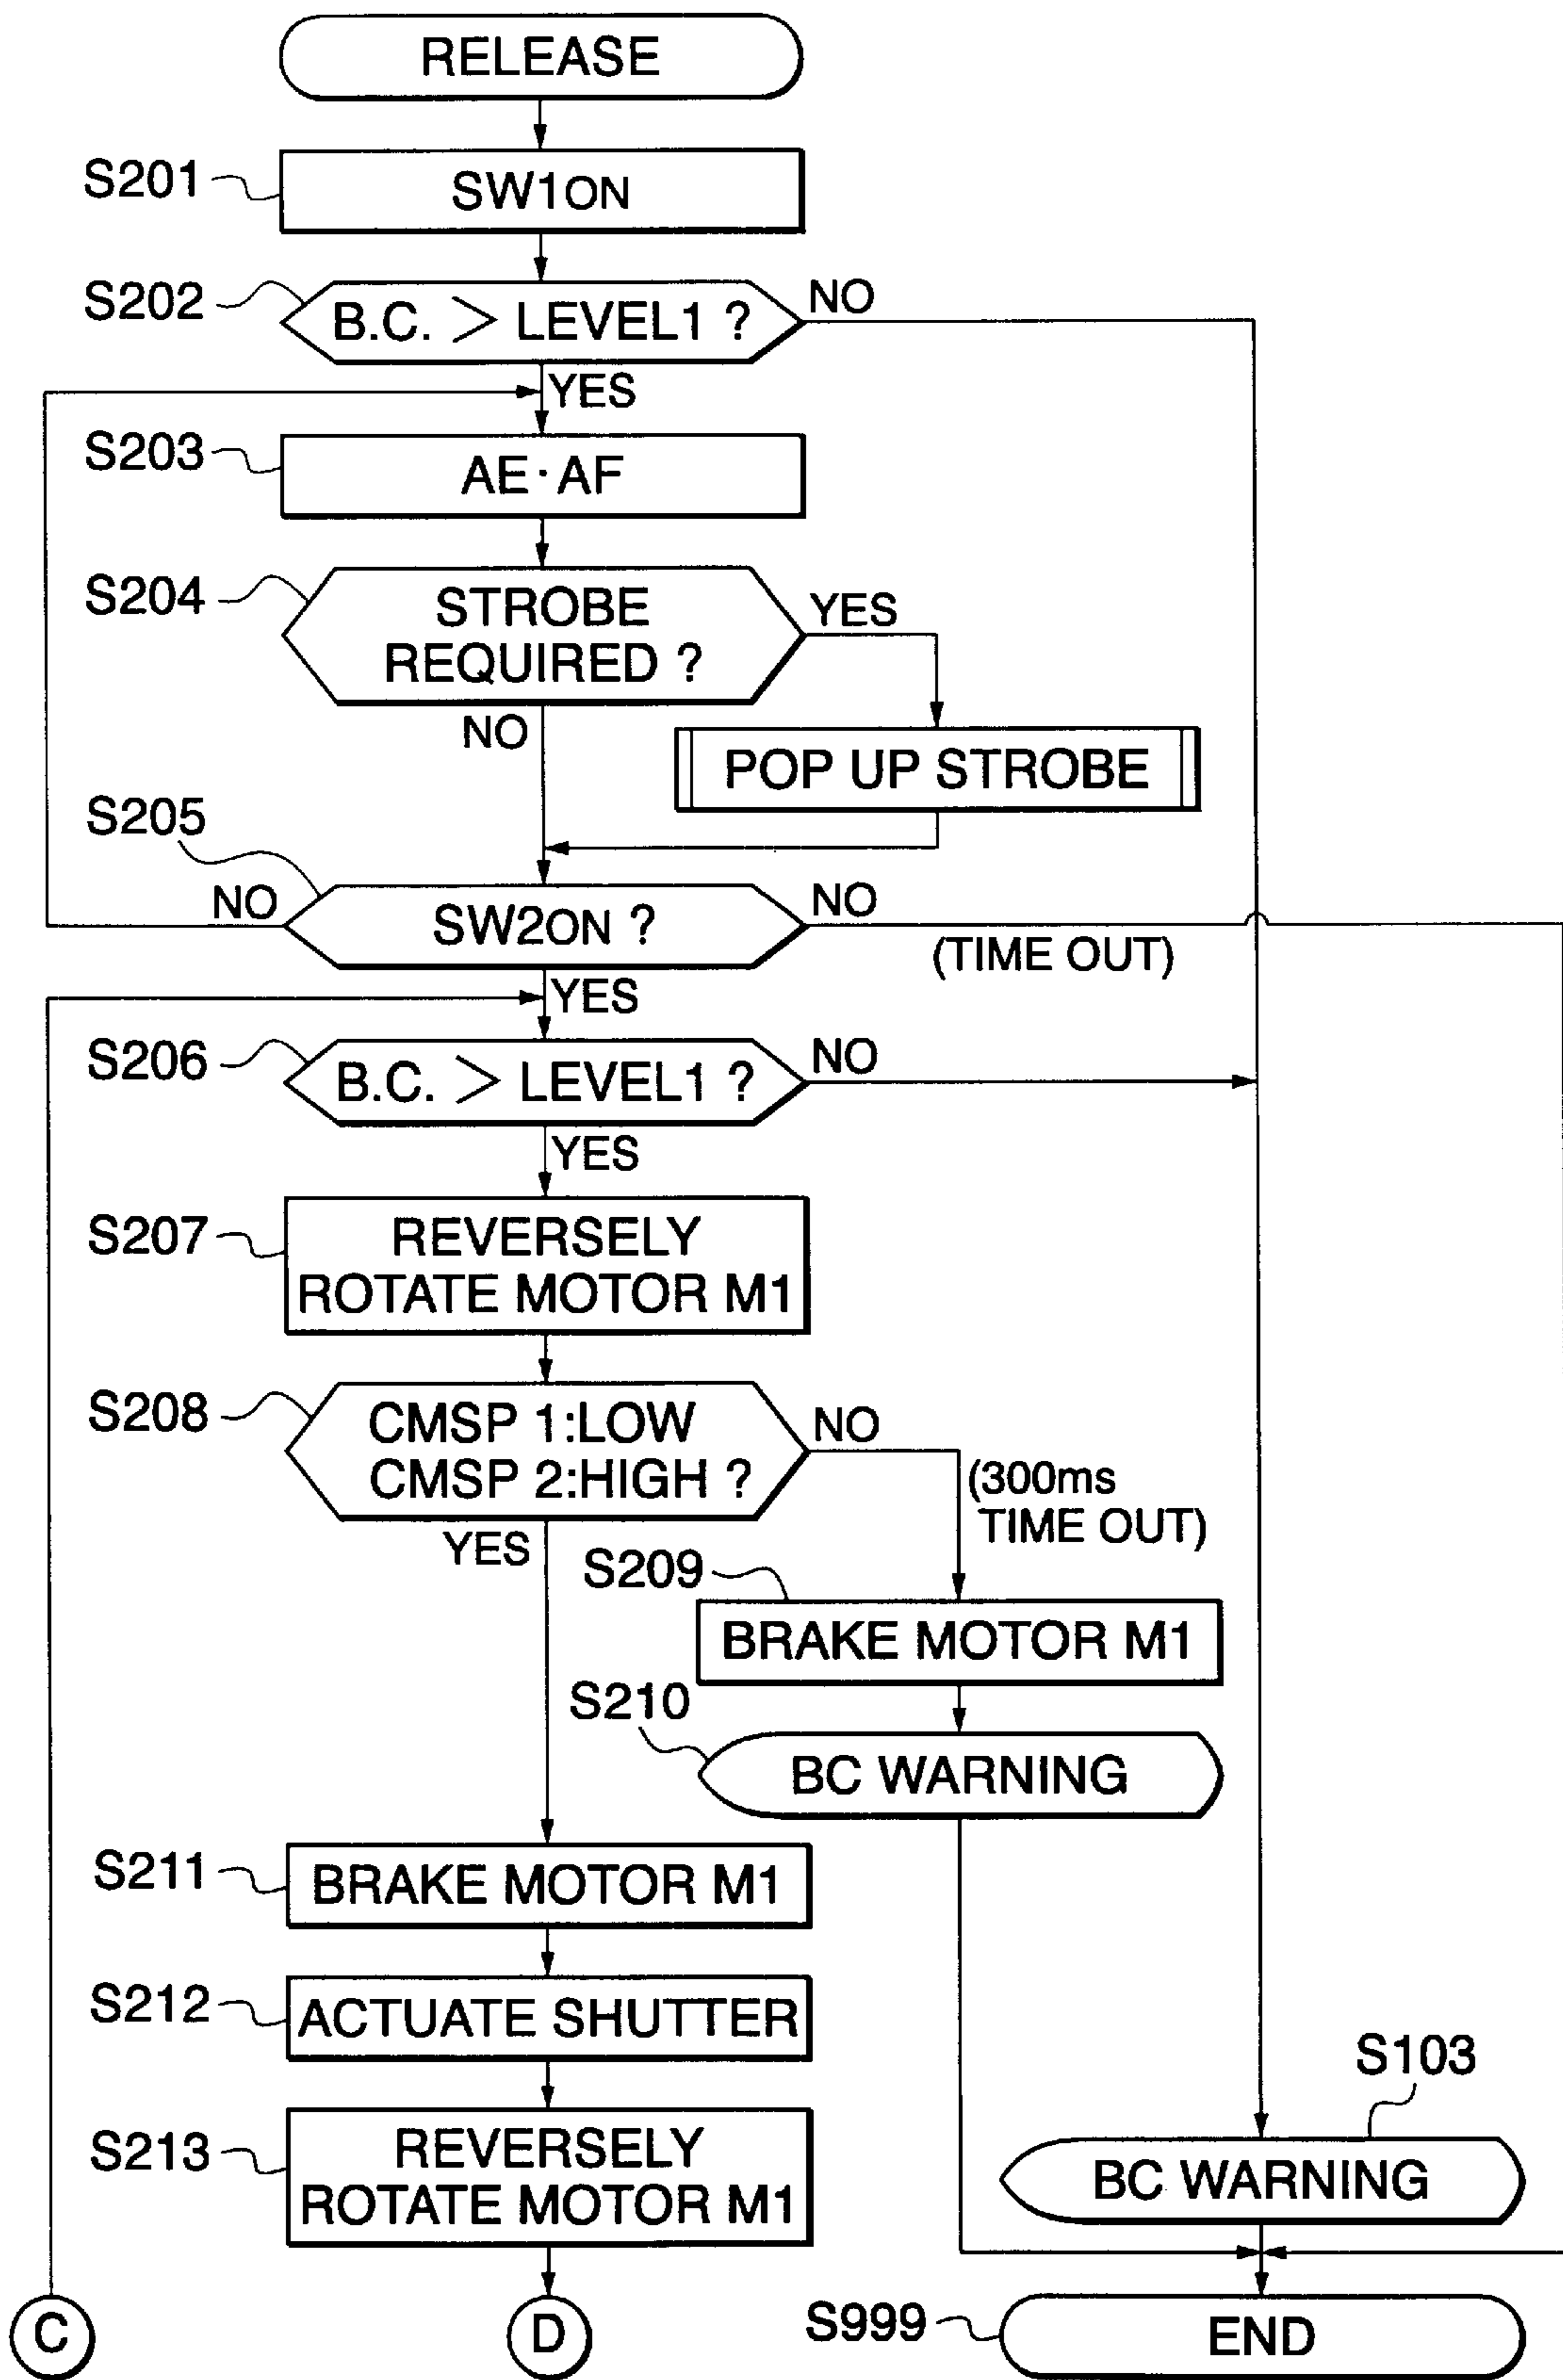 RELEASE
S201
SW1ON
S202
B.C. > LEVEL1 ?
NO
YES
S203
AE·AF
S204
STROBE
REQUIRED ?
YES
NO
POP UP STROBE
S205
NO
SW2ON ?
NO
(TIME OUT)
YES
S206
B.C. > LEVEL1 ?
NO
YES
S207
REVERSELY
ROTATE MOTOR M1
S208
CMSP 1:LOW
CMSP 2:HIGH ?
NO
(300ms
TIME OUT)
YES
S209
BRAKE MOTOR M1
S210
BC WARNING
S211
BRAKE MOTOR M1
S212
ACTUATE SHUTTER
S103
S213
REVERSELY
ROTATE MOTOR M1
BC WARNING
C
D
S999
END